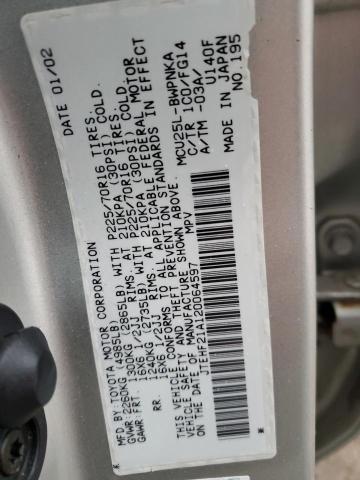 MFD.BY:TOYOTA MOTOR CORPORATION DATE 01/02
GVWR: 2260KG (4985LB)
GAWR: FRT. 1300KG (2865LB) WITH P225/70R16 TIRES.
16X6 1/2JJ RIMS. AT 210KPA (30PSI) COLD.
RR. 1240KG (2735LB) WITH P225/70R16 TIRES.
16X6 1/2JJ RIMS. AT 210KPA (30PSI) COLD.
THIS VEHICLE CONFORMS TO ALL APPLICABLE FEDERAL MOTOR
VEHICLE SAFETY AND THEFT PREVENTION STANDARDS IN EFFECT
ON THE DATE OF MANUFACTURE SHOWN ABOVE.
JTEHF21A120064597 MPV
MCU25L-BWPNKA
C/TR 1C0/FG14
A/TM -03A/ U140F
MADE IN JAPAN
NO.195